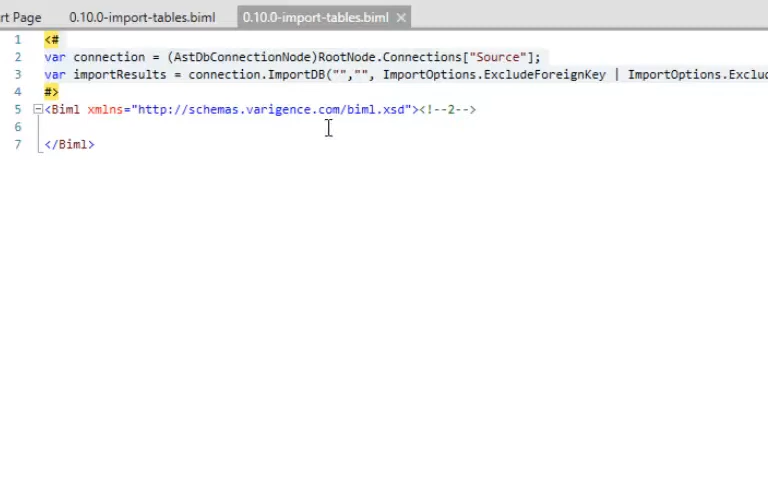 rt Page 0.10.0-import-tables.biml 0.10.0-import-tables.biml ×
1 <#
2 var connection = (AstDbConnectionNode)RootNode.Connections["Source"];
3 var importResults = connection.ImportDB("","", ImportOptions.ExcludeForeignKey | ImportOptions.Exclud
4 #>
5 <Biml xmlns="http://schemas.varigence.com/biml.xsd"><!--2-->
6
7 </Biml>